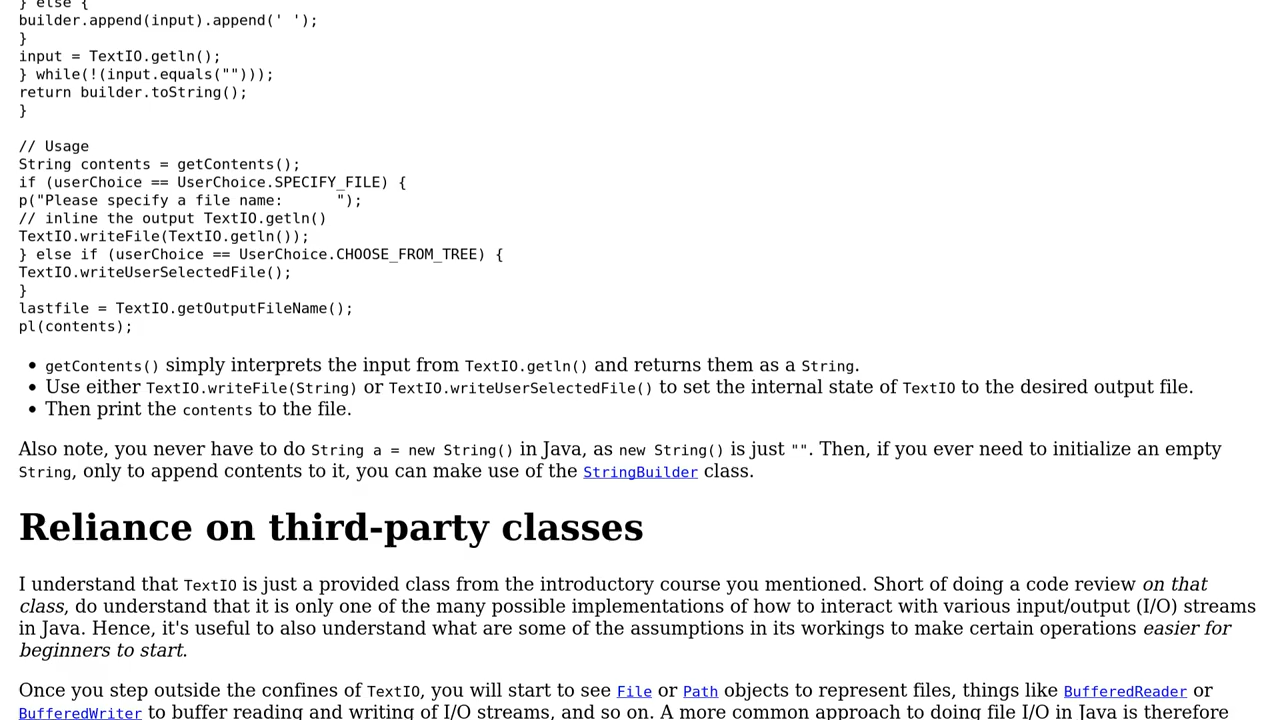 } else {
builder.append(input).append(' ');
}
input = TextIO.getln();
} while(!(input.equals("")));
return builder.toString();
}
// Usage
String contents = getContents();
if (userChoice == UserChoice.SPECIFY_FILE) {
p("Please specify a file name:      ");
// inline the output TextIO.getln()
TextIO.writeFile(TextIO.getln());
} else if (userChoice == UserChoice.CHOOSE_FROM_TREE) {
TextIO.writeUserSelectedFile();
}
lastfile = TextIO.getOutputFileName();
pl(contents);
• getContents() simply interprets the input from TextIO.getln() and returns them as a String.
• Use either TextIO.writeFile(String) or TextIO.writeUserSelectedFile() to set the internal state of TextIO to the desired output file.
• Then print the contents to the file.
Also note, you never have to do String a = new String() in Java, as new String() is just "". Then, if you ever need to initialize an empty
String, only to append contents to it, you can make use of the StringBuilder class.
Reliance on third-party classes
I understand that TextIO is just a provided class from the introductory course you mentioned. Short of doing a code review on that
class, do understand that it is only one of the many possible implementations of how to interact with various input/output (I/O) streams
in Java. Hence, it's useful to also understand what are some of the assumptions in its workings to make certain operations easier for
beginners to start.
Once you step outside the confines of TextIO, you will start to see File or Path objects to represent files, things like BufferedReader or
BufferedWriter to buffer reading and writing of I/O streams, and so on. A more common approach to doing file I/O in Java is therefore